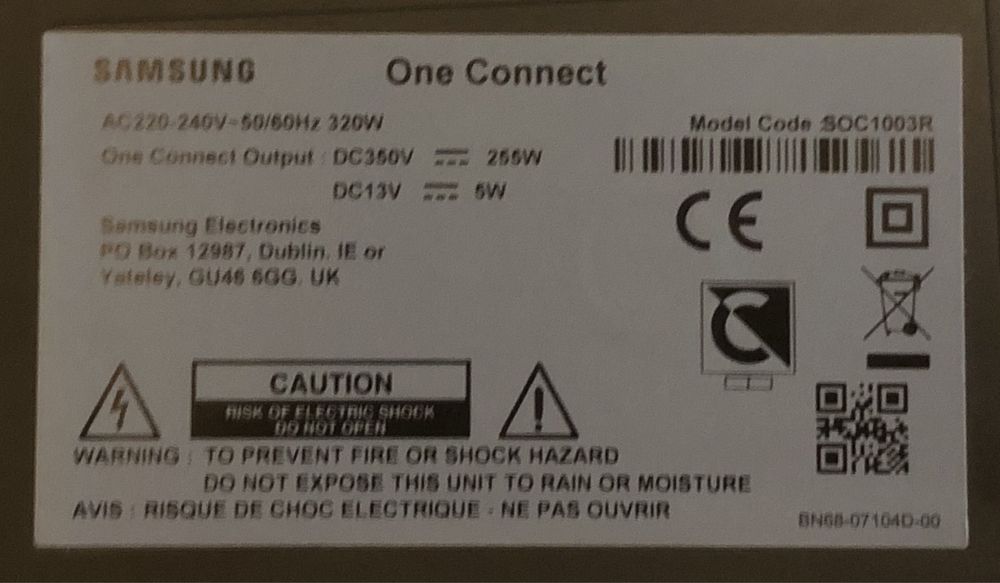 SAMSUNG One Connect
AC220-240V~50/60Hz 320W
Model Code :SOC1003R
One Connect Output : DC350V ⎓ 255W
DC13V ⎓ 5W
Samsung Electronics
PO Box 12987, Dublin. IE or
Yateley, GU46 6GG. UK
CE
CAUTION
RISK OF ELECTRIC SHOCK
DO NOT OPEN
WARNING : TO PREVENT FIRE OR SHOCK HAZARD
DO NOT EXPOSE THIS UNIT TO RAIN OR MOISTURE
AVIS : RISQUE DE CHOC ELECTRIQUE - NE PAS OUVRIR
BN68-07104D-00